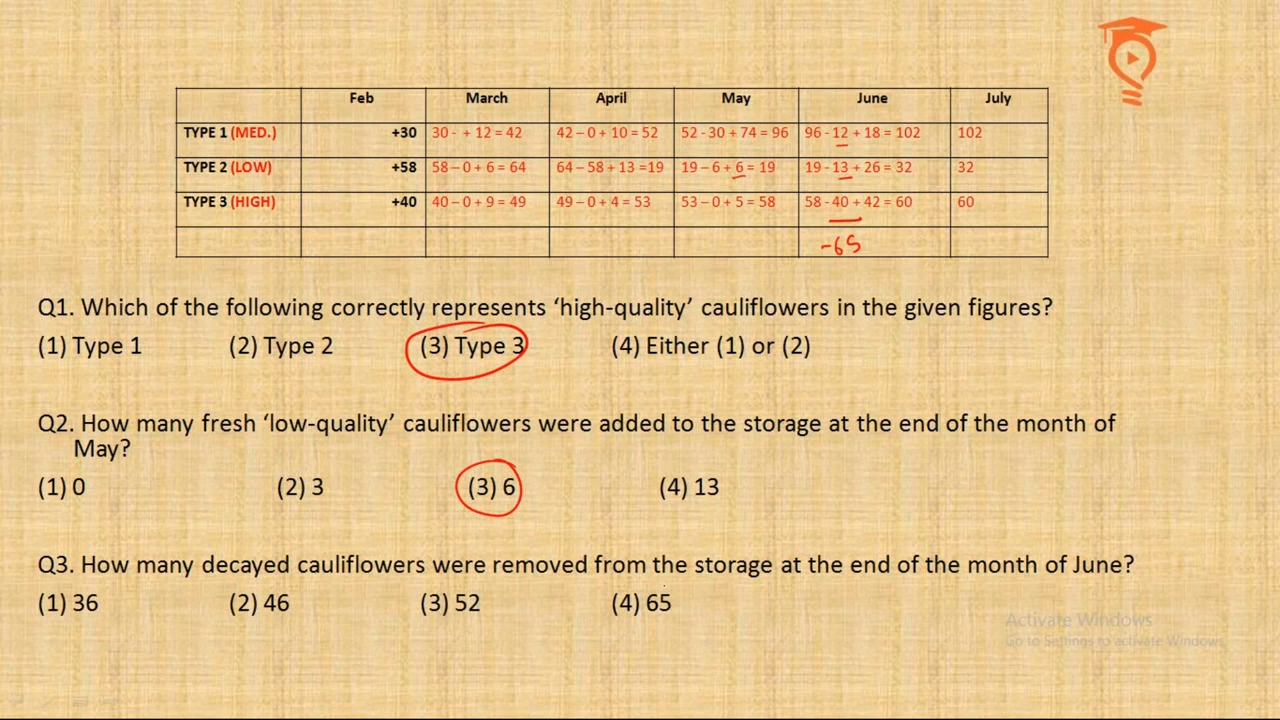 Feb March April May June July
TYPE 1 (MED.) +30 30 - + 12 = 42 42 – 0 + 10 = 52 52 - 30 + 74 = 96 96 - 12 + 18 = 102 102
TYPE 2 (LOW) +58 58 – 0 + 6 = 64 64 – 58 + 13 =19 19 – 6 + 6 = 19 19 - 13 + 26 = 32 32
TYPE 3 (HIGH) +40 40 – 0 + 9 = 49 49 – 0 + 4 = 53 53 – 0 + 5 = 58 58 - 40 + 42 = 60 60
-65
Q1. Which of the following correctly represents ‘high-quality’ cauliflowers in the given figures?
(1) Type 1 (2) Type 2 (3) Type 3 (4) Either (1) or (2)
Q2. How many fresh ‘low-quality’ cauliflowers were added to the storage at the end of the month of
May?
(1) 0 (2) 3 (3) 6 (4) 13
Q3. How many decayed cauliflowers were removed from the storage at the end of the month of June?
(1) 36 (2) 46 (3) 52 (4) 65
Activate Windows
Go to Settings to activate Windows.